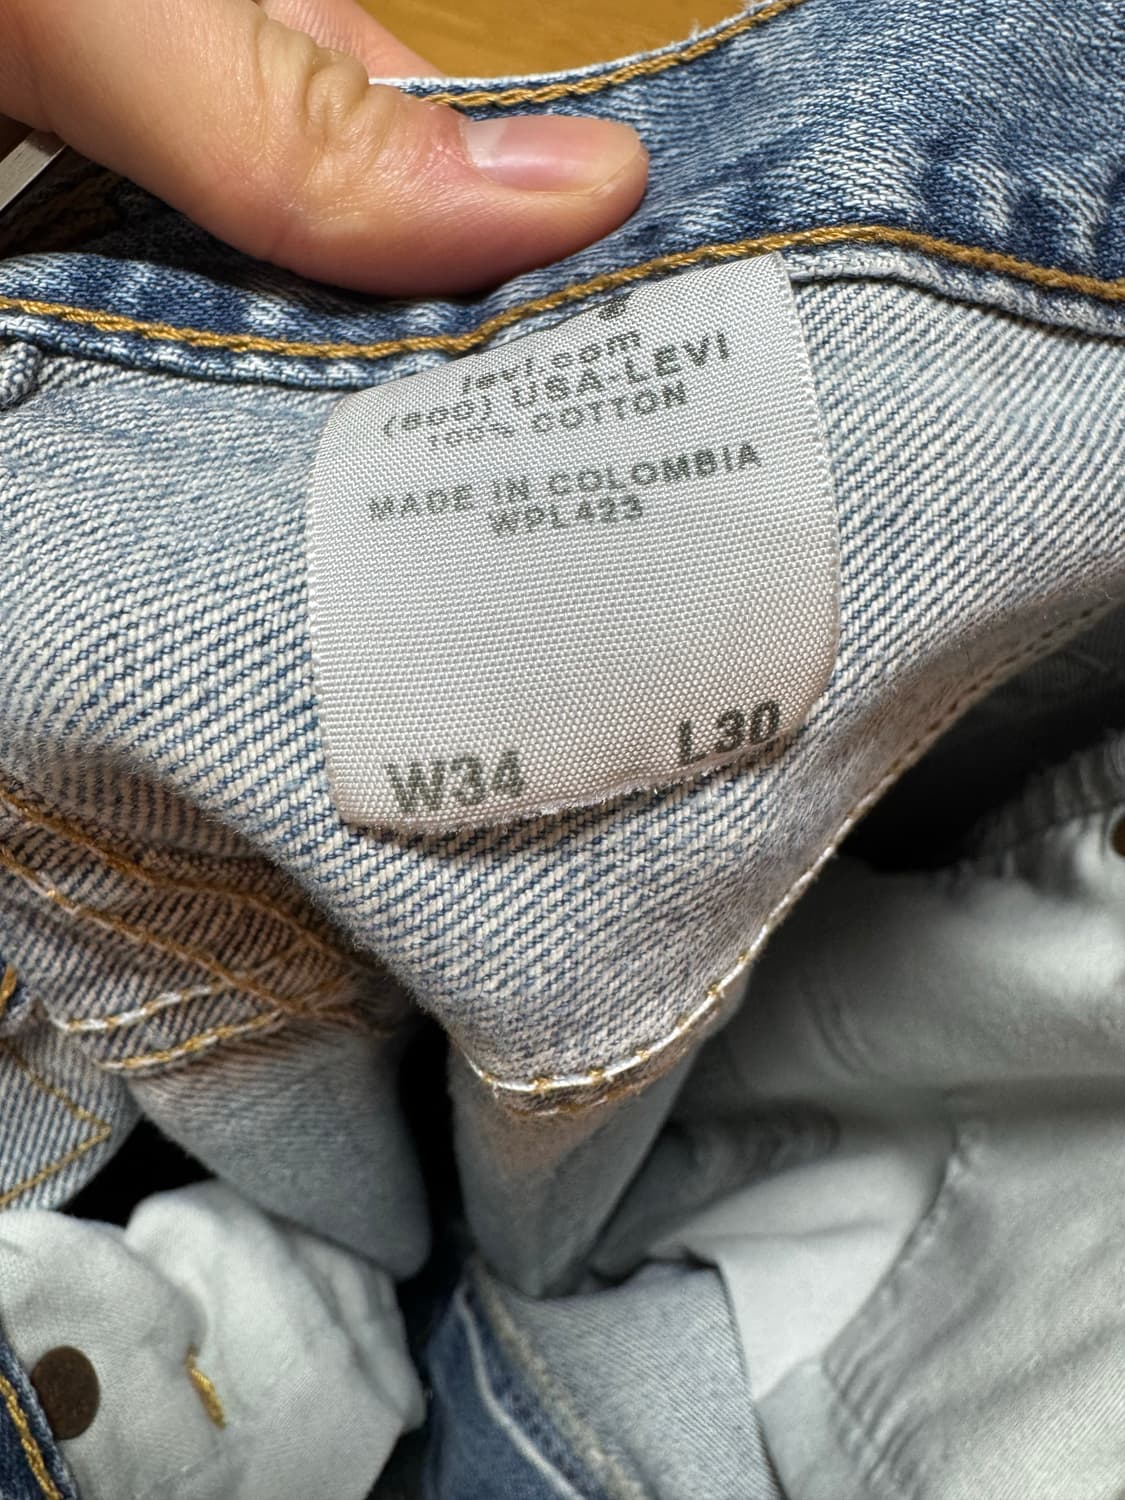 levi.com
(800) USA-LEVI
100% COTTON
MADE IN COLOMBIA
WPL423
W34 L30